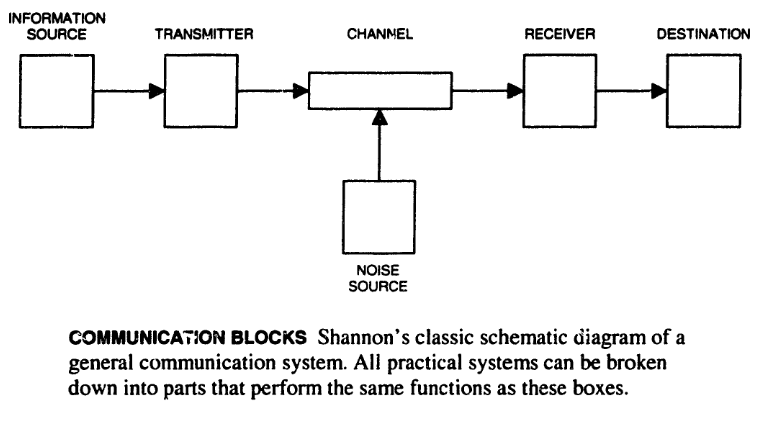 INFORMATION
SOURCE
TRANSMITTER
CHANNEL
RECEIVER
DESTINATION
NOISE
SOURCE
COMMUNICATION BLOCKS Shannon's classic schematic diagram of a
general communication system. All practical systems can be broken
down into parts that perform the same functions as these boxes.